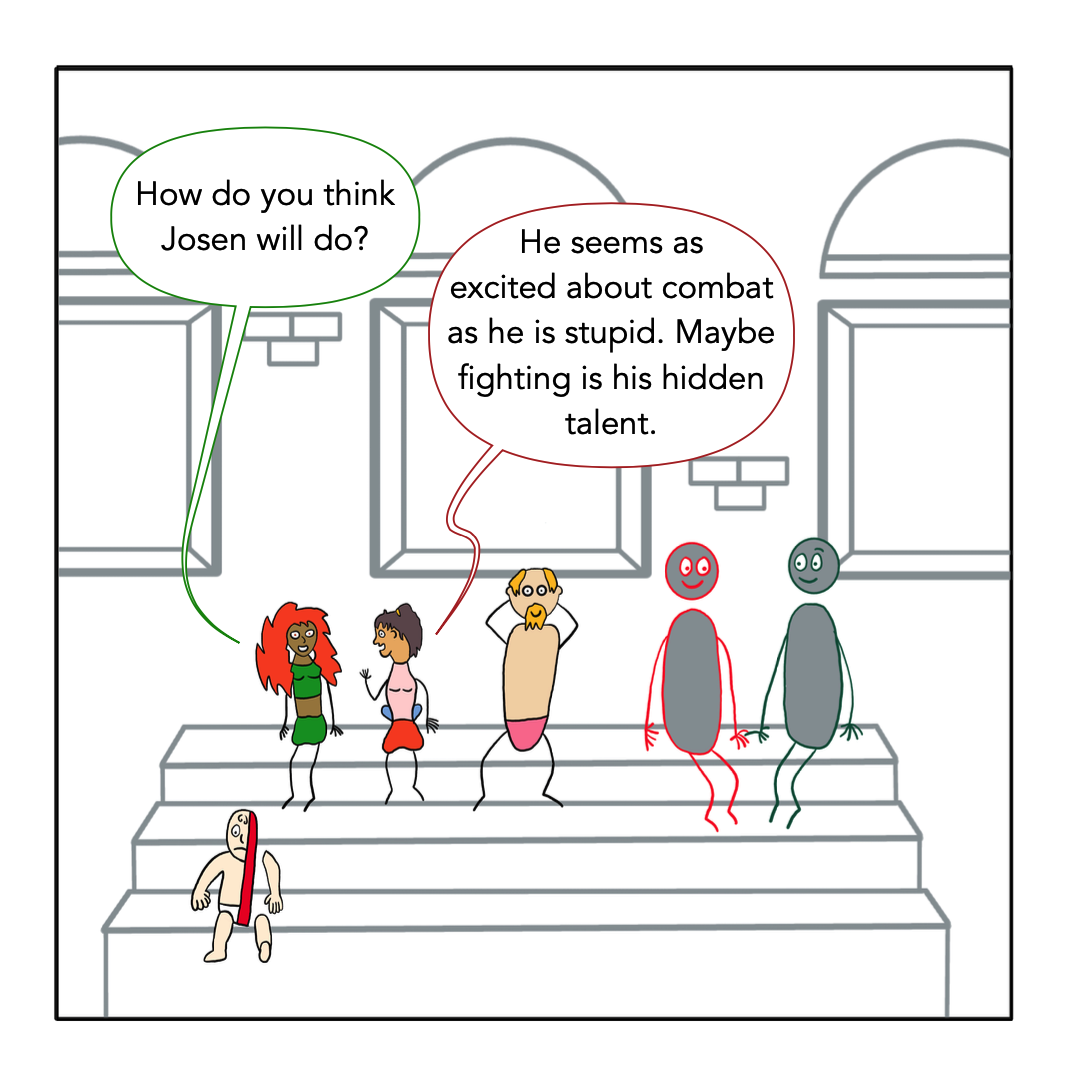 How do you think
Josen will do?
He seems as
excited about combat
as he is stupid. Maybe
fighting is his hidden
talent.